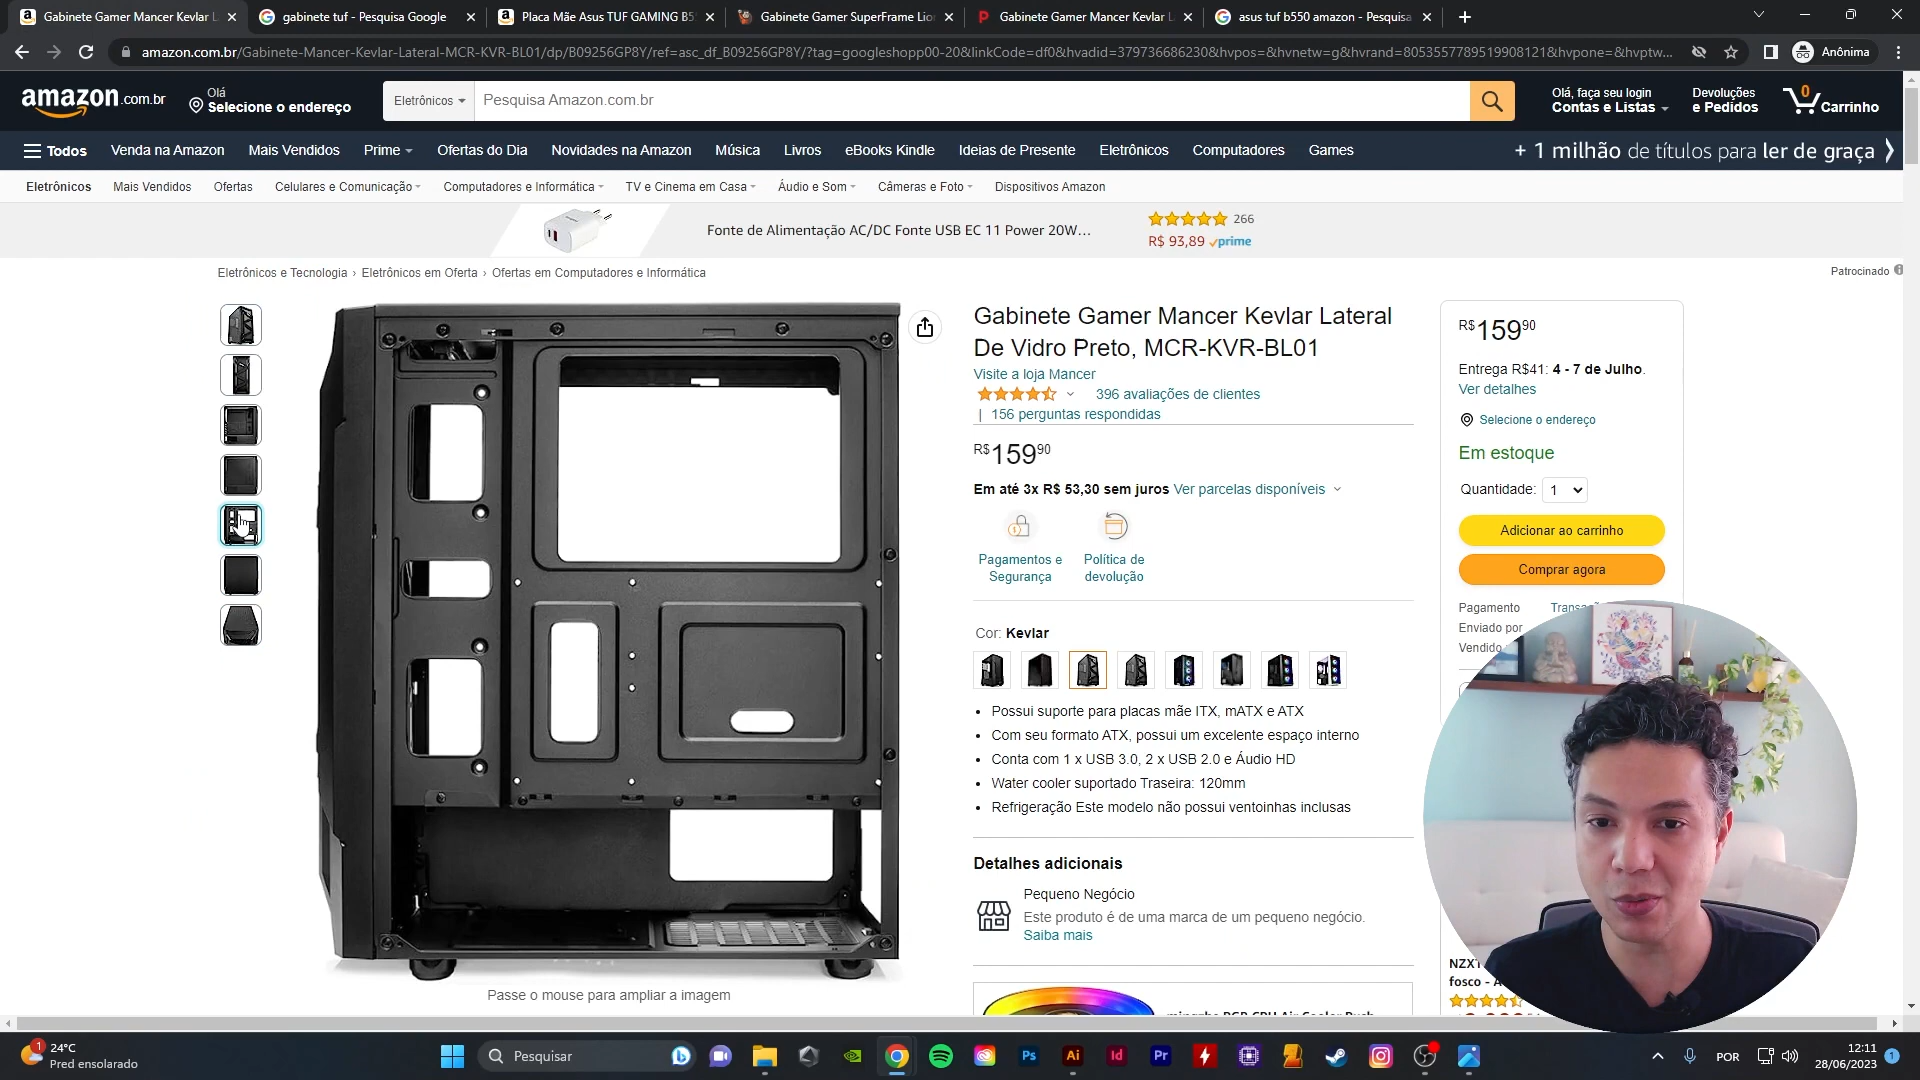 Gabinete Gamer Mancer Kevlar L
gabinete tuf - Pesquisa Google
Placa Mãe Asus TUF GAMING B5
Gabinete Gamer SuperFrame Lio
Gabinete Gamer Mancer Kevlar L
asus tuf b550 amazon - Pesquisa
amazon.com.br/Gabinete-Mancer-Kevlar-Lateral-MCR-KVR-BL01/dp/B09256GP8Y/ref=asc_df_B09256GP8Y/?tag=googleshopp00-20&linkCode=df0&hvadid=379736686230&hvpos=&hvnetw=g&hvrand=8053557789519908121&hvpone=&hvptw...
Anônima
amazon.com.br
Olá
Selecione o endereço
Eletrônicos
Pesquisa Amazon.com.br
Olá, faça seu login
Contas e Listas
Devoluções
e Pedidos
0
Carrinho
Todos
Venda na Amazon
Mais Vendidos
Prime
Ofertas do Dia
Novidades na Amazon
Música
Livros
eBooks Kindle
Ideias de Presente
Eletrônicos
Computadores
Games
+ 1 milhão de títulos para ler de graça
Eletrônicos
Mais Vendidos
Ofertas
Celulares e Comunicação
Computadores e Informática
TV e Cinema em Casa
Áudio e Som
Câmeras e Foto
Dispositivos Amazon
Fonte de Alimentação AC/DC Fonte USB EC 11 Power 20W...
266
R$ 93,89 prime
Eletrônicos e Tecnologia › Eletrônicos em Oferta › Ofertas em Computadores e Informática
Patrocinado
Gabinete Gamer Mancer Kevlar Lateral
De Vidro Preto, MCR-KVR-BL01
Visite a loja Mancer
396 avaliações de clientes
| 156 perguntas respondidas
R$15990
Em até 3x R$ 53,30 sem juros Ver parcelas disponíveis
Pagamentos e
Segurança
Política de
devolução
Cor: Kevlar
Possui suporte para placas mãe ITX, mATX e ATX
Com seu formato ATX, possui um excelente espaço interno
Conta com 1 x USB 3.0, 2 x USB 2.0 e Áudio HD
Water cooler suportado Traseira: 120mm
Refrigeração Este modelo não possui ventoinhas inclusas
Detalhes adicionais
Pequeno Negócio
Este produto é de uma marca de um pequeno negócio.
Saiba mais
Passe o mouse para ampliar a imagem
R$15990
Entrega R$41: 4 - 7 de Julho.
Ver detalhes
Selecione o endereço
Em estoque
Quantidade: 1
Adicionar ao carrinho
Comprar agora
Pagamento
Enviado por
Vendido
fosco - A
24°C
Pred ensolarado
1
Pesquisar
Ps
Ai
Id
Pr
POR
12:11
28/06/2023
1